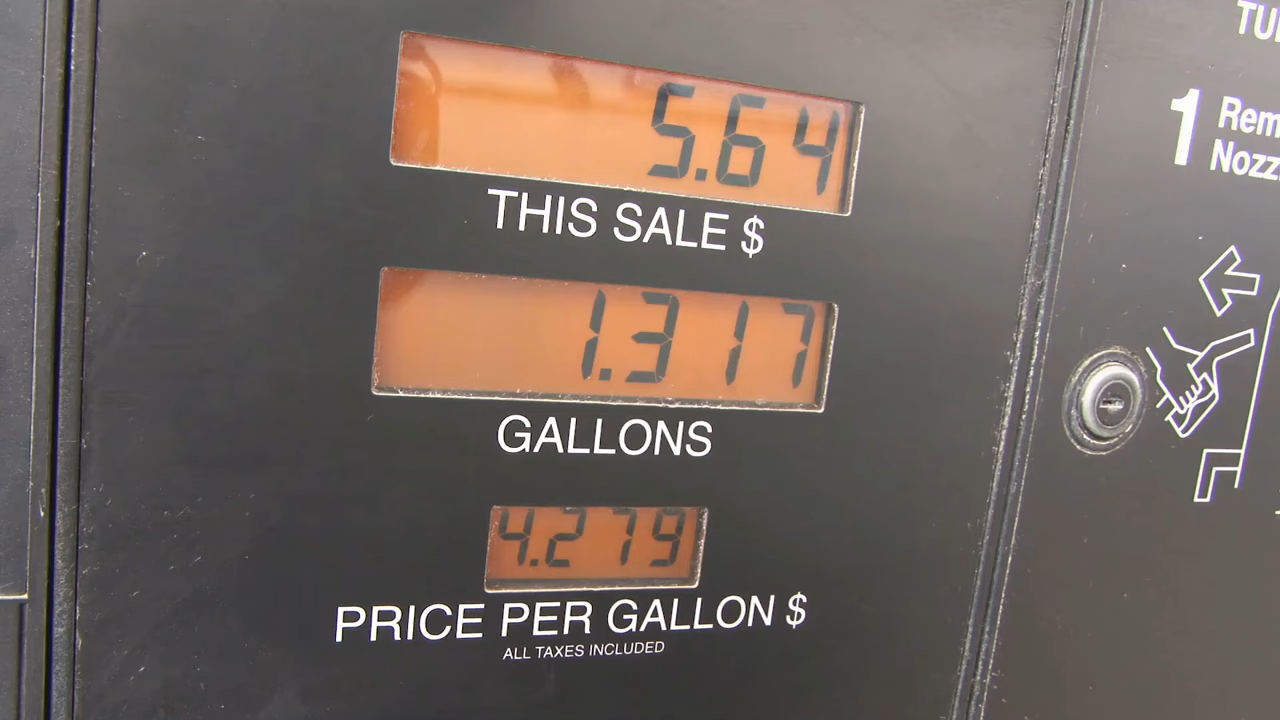 5.64
THIS SALE $
1.317
GALLONS
4.279
PRICE PER GALLON $
ALL TAXES INCLUDED
1